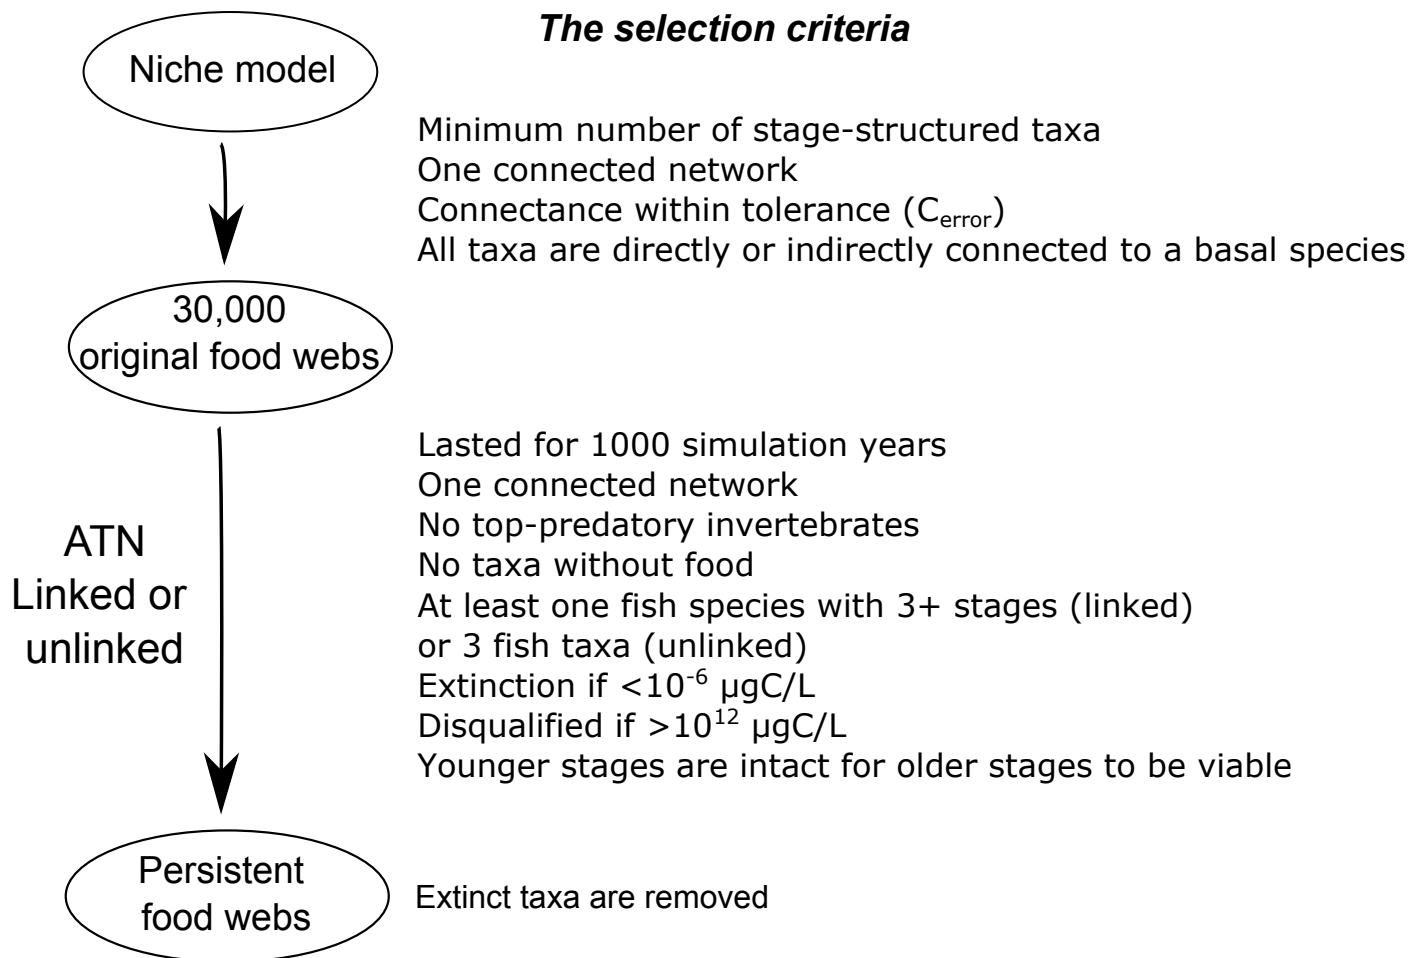 The selection criteria
Niche model
Minimum number of stage-structured taxa
One connected network
Connectance within tolerance (C_error)
All taxa are directly or indirectly connected to a basal species
30,000
original food webs
Lasted for 1000 simulation years
One connected network
No top-predatory invertebrates
No taxa without food
At least one fish species with 3+ stages (linked)
or 3 fish taxa (unlinked)
Extinction if <10⁻⁶ µgC/L
Disqualified if >10¹² µgC/L
Younger stages are intact for older stages to be viable
ATN
Linked or
unlinked
Persistent
food webs
Extinct taxa are removed